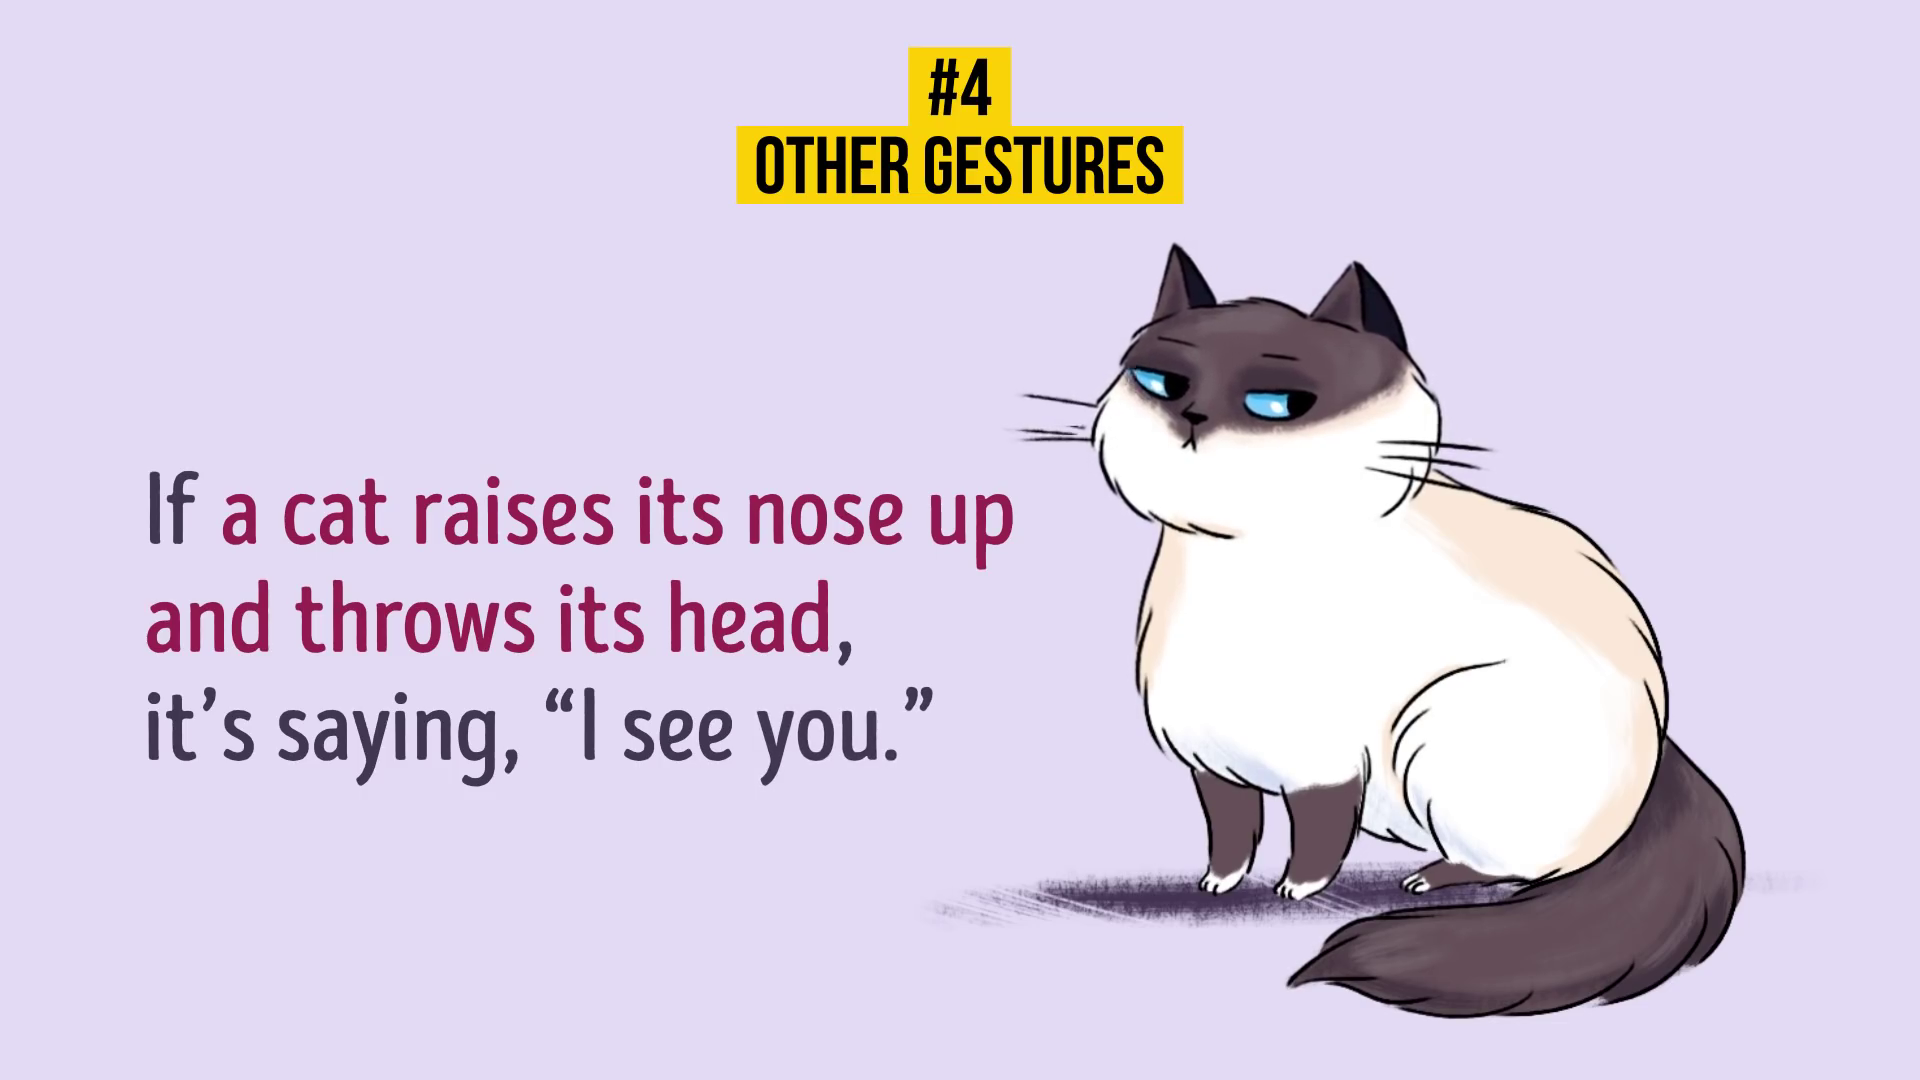 #4
OTHER GESTURES
If a cat raises its nose up
and throws its head,
it’s saying, “I see you.”